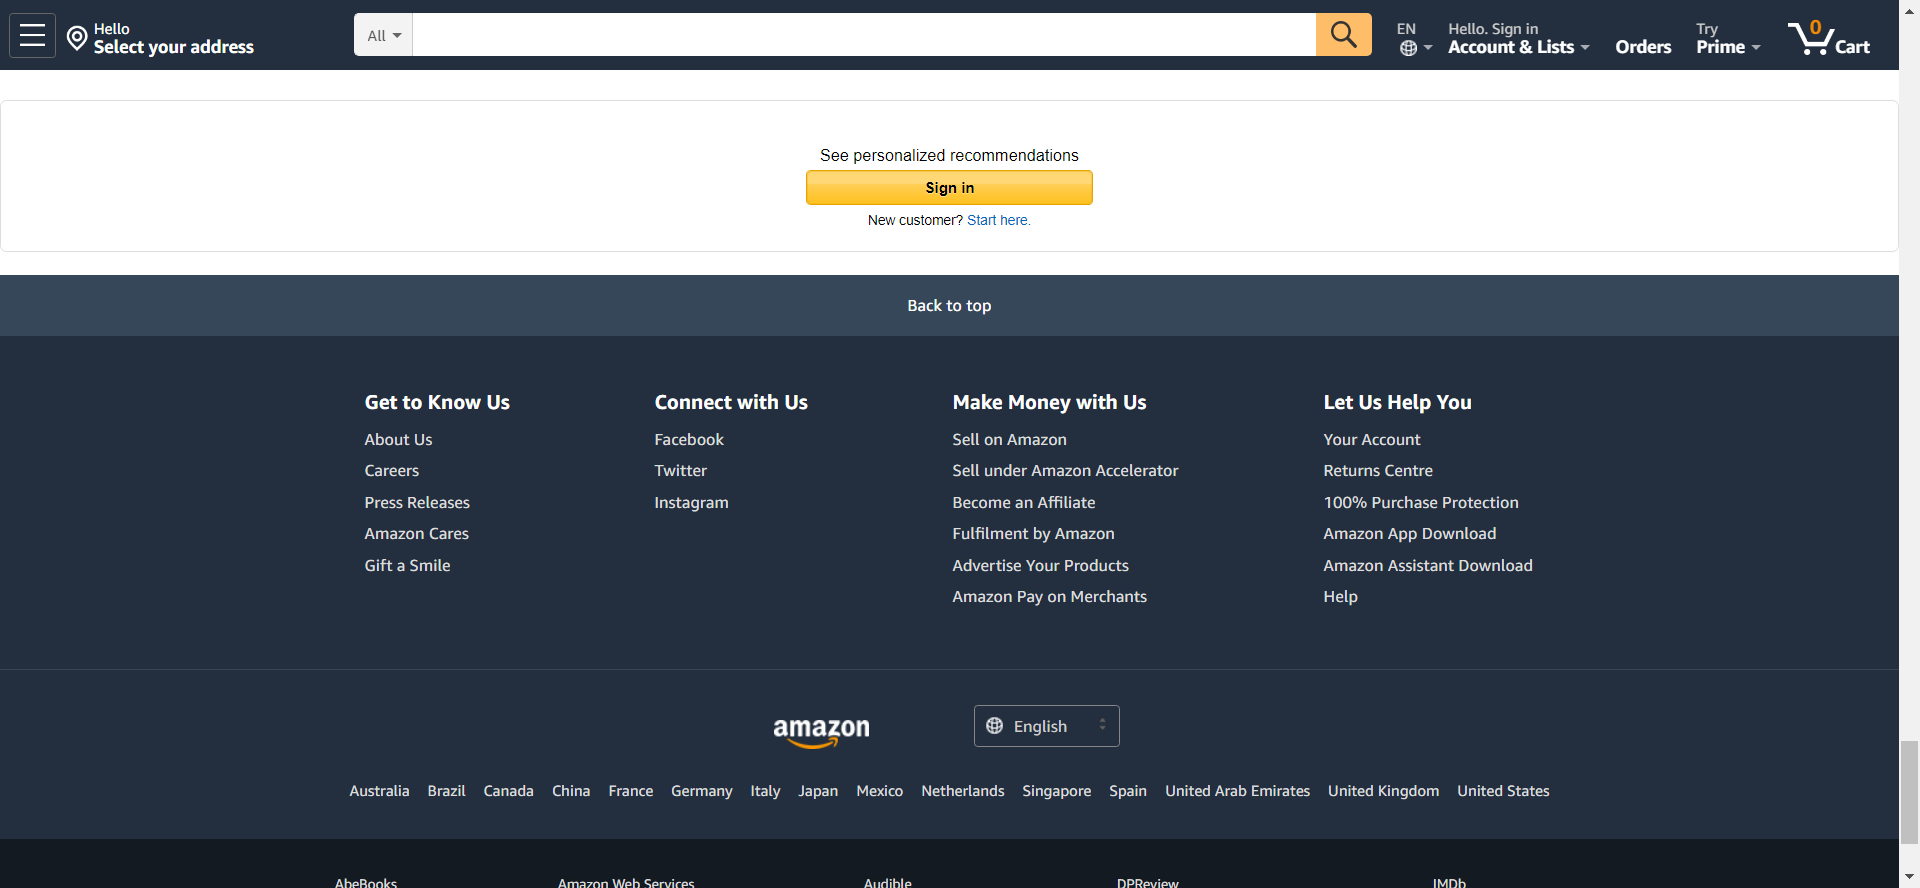 Hello
Select your address
All
EN
Hello. Sign in
Account & Lists
Orders
Try
Prime
0
Cart
See personalized recommendations
Sign in
New customer? Start here.
Back to top
Get to Know Us
About Us
Careers
Press Releases
Amazon Cares
Gift a Smile
Connect with Us
Facebook
Twitter
Instagram
Make Money with Us
Sell on Amazon
Sell under Amazon Accelerator
Become an Affiliate
Fulfilment by Amazon
Advertise Your Products
Amazon Pay on Merchants
Let Us Help You
Your Account
Returns Centre
100% Purchase Protection
Amazon App Download
Amazon Assistant Download
Help
amazon
English
Australia Brazil Canada China France Germany Italy Japan Mexico Netherlands Singapore Spain United Arab Emirates United Kingdom United States
AbeBooks Amazon Web Services Audible DPReview IMDb